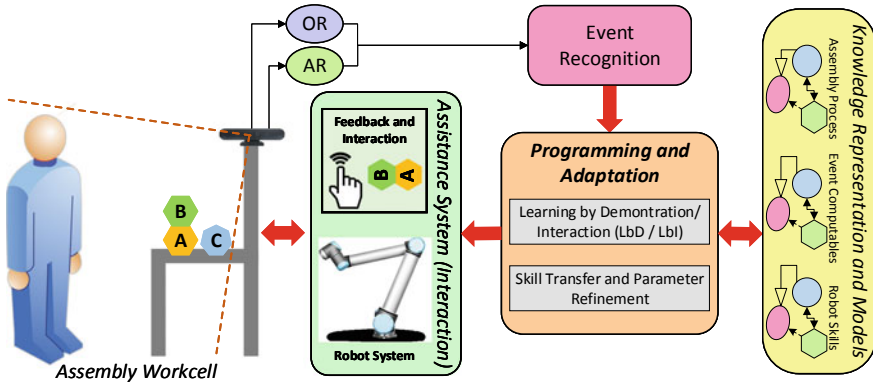 OR
AR
Event
Recognition
Feedback and
Interaction
B
A
Robot System
Assistance System (Interaction)
Programming and
Adaptation
Learning by Demontration/
Interaction (LbD / LbI)
Skill Transfer and Parameter
Refinement
Assembly Process
Event Computables
Robot Skills
Knowledge Representation and Models
B
A
C
Assembly Workcell